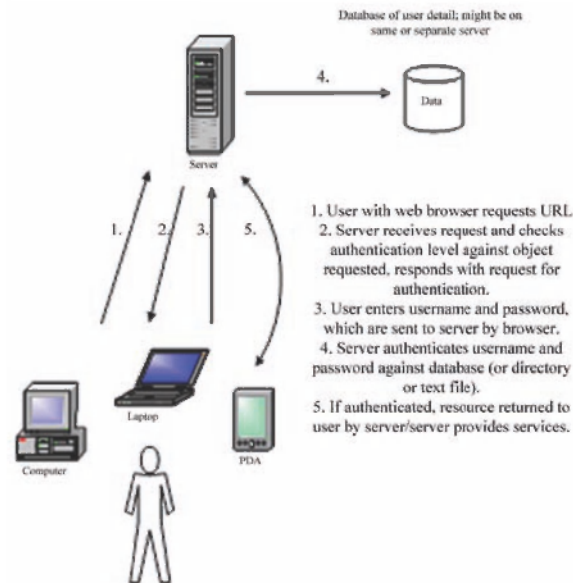 Database of user detail; might be on
same or separate server
4.
Data
Server
1.
2.
3.
5.
1. User with web browser requests URL
2. Server receives request and checks
authentication level against object
requested, responds with request for
authentication.
3. User enters username and password,
which are sent to server by browser.
4. Server authenticates username and
password against database (or directory
or text file).
5. If authenticated, resource returned to
user by server/server provides services.
Laptop
Computer
PDA